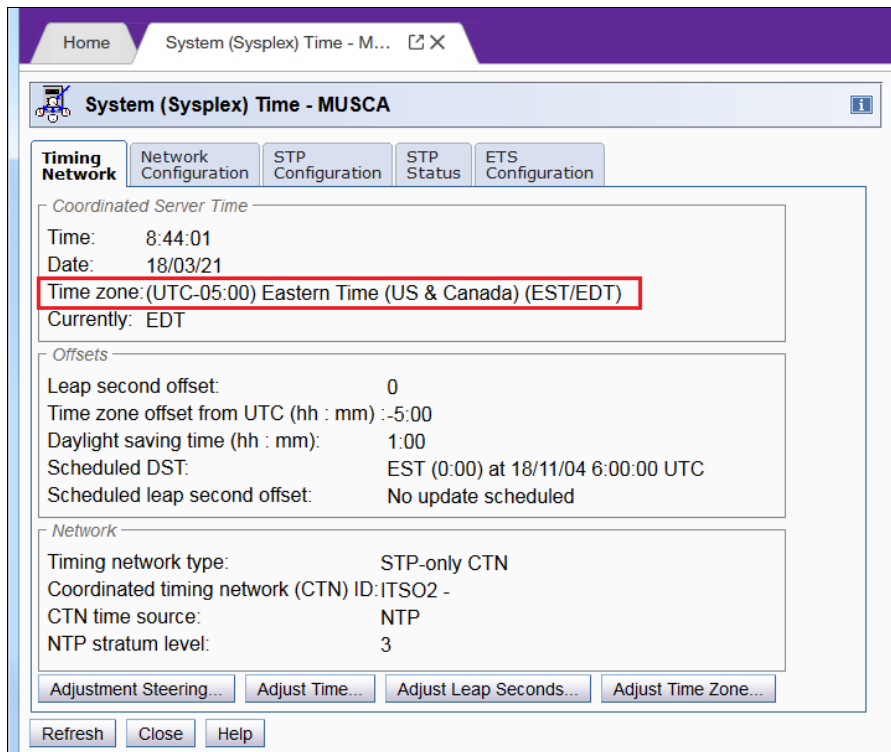 Home
System (Sysplex) Time - M...
System (Sysplex) Time - MUSCA
i
Timing Network
Network Configuration
STP Configuration
STP Status
ETS Configuration
Coordinated Server Time
Time: 8:44:01
Date: 18/03/21
Time zone: (UTC-05:00) Eastern Time (US & Canada) (EST/EDT)
Currently: EDT
Offsets
Leap second offset: 0
Time zone offset from UTC (hh : mm) : -5:00
Daylight saving time (hh : mm): 1:00
Scheduled DST: EST (0:00) at 18/11/04 6:00:00 UTC
Scheduled leap second offset: No update scheduled
Network
Timing network type: STP-only CTN
Coordinated timing network (CTN) ID: ITSO2 -
CTN time source: NTP
NTP stratum level: 3
Adjustment Steering... Adjust Time... Adjust Leap Seconds... Adjust Time Zone...
Refresh Close Help